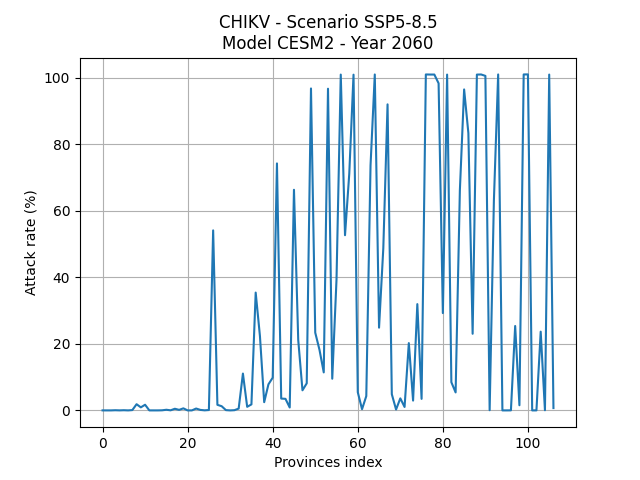 CHIKV - Scenario SSP5-8.5
Model CESM2 - Year 2060
Attack rate (%)
100
80
60
40
20
0
0 20 40 60 80 100
Provinces index